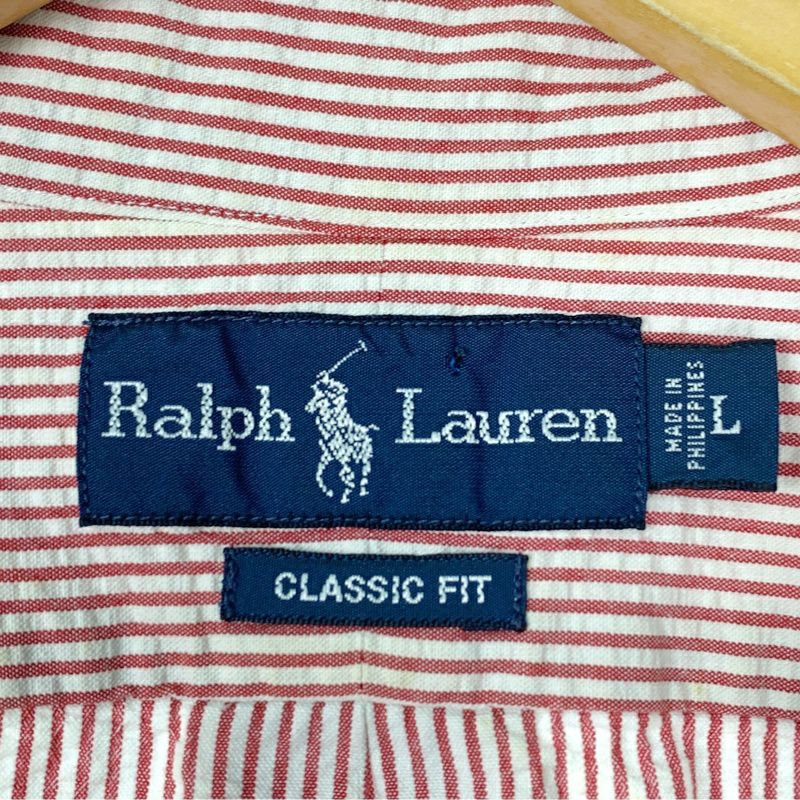 Ralph Lauren
MADE IN
PHILIPPINES
L
CLASSIC FIT